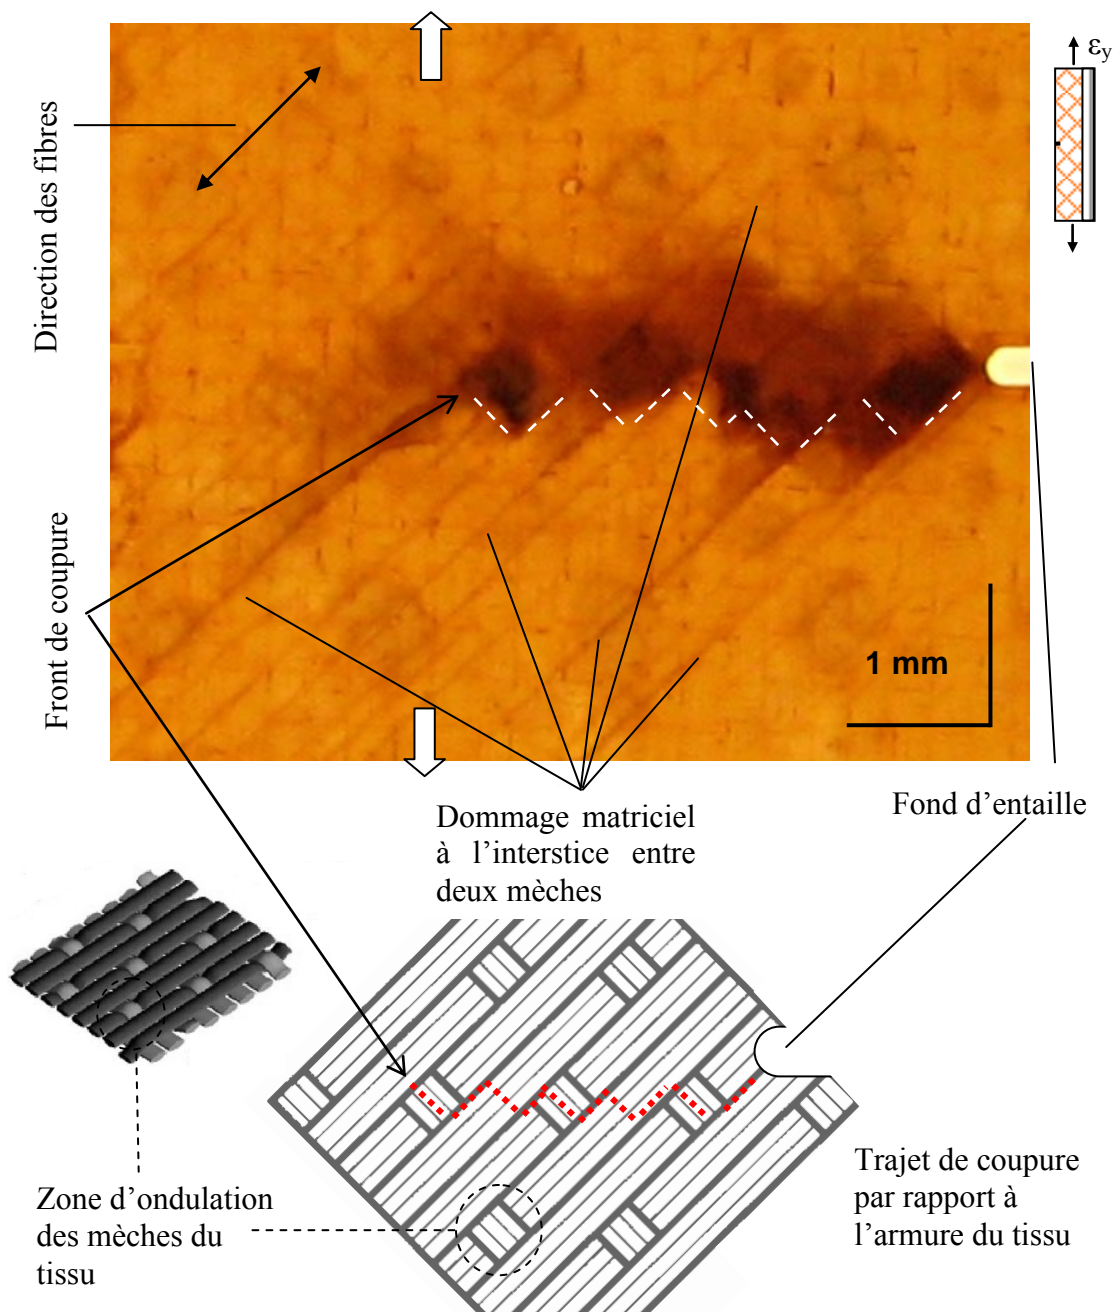 εy
Direction des fibres
Front de coupure
1 mm
Dommage matriciel
à l’interstice entre
deux mèches
Fond d’entaille
Zone d’ondulation
des mèches du
tissu
Trajet de coupure
par rapport à
l’armure du tissu